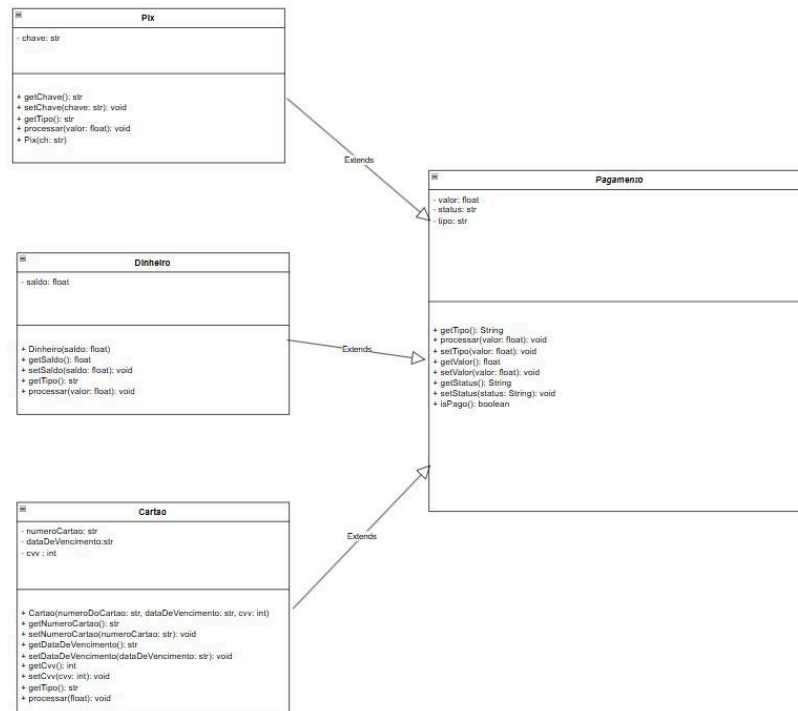 Pix
- chave: str
+ getChave(): str
+ setChave(chave: str): void
+ getTipo(): str
+ processar(valor: float): void
+ Pix(ch: str)
Extends
Pagamento
- valor: float
- status: str
- tipo: str
+ getTipo(): String
+ processar(valor: float): void
+ setTipo(valor: float): void
+ getValor(): float
+ setValor(valor: float): void
+ getStatus(): String
+ setStatus(status: String): void
+ isPago(): boolean
Dinheiro
- saldo: float
+ Dinheiro(saldo: float)
+ getSaldo(): float
+ setSaldo(saldo: float): void
+ getTipo(): str
+ processar(valor: float): void
Extends
Cartao
- numeroCartao: str
- dataDeVencimento:str
- cvv : int
+ Cartao(numeroDoCartao: str, dataDeVencimento: str, cvv: int)
+ getNumeroCartao(): str
+ setNumeroCartao(numeroCartao: str): void
+ getDataDeVencimento(): str
+ setDataDeVencimento(dataDeVencimento: str): void
+ getCvv(): int
+ setCvv(cvv: int): void
+ getTipo(): str
+ processar(float): void
Extends